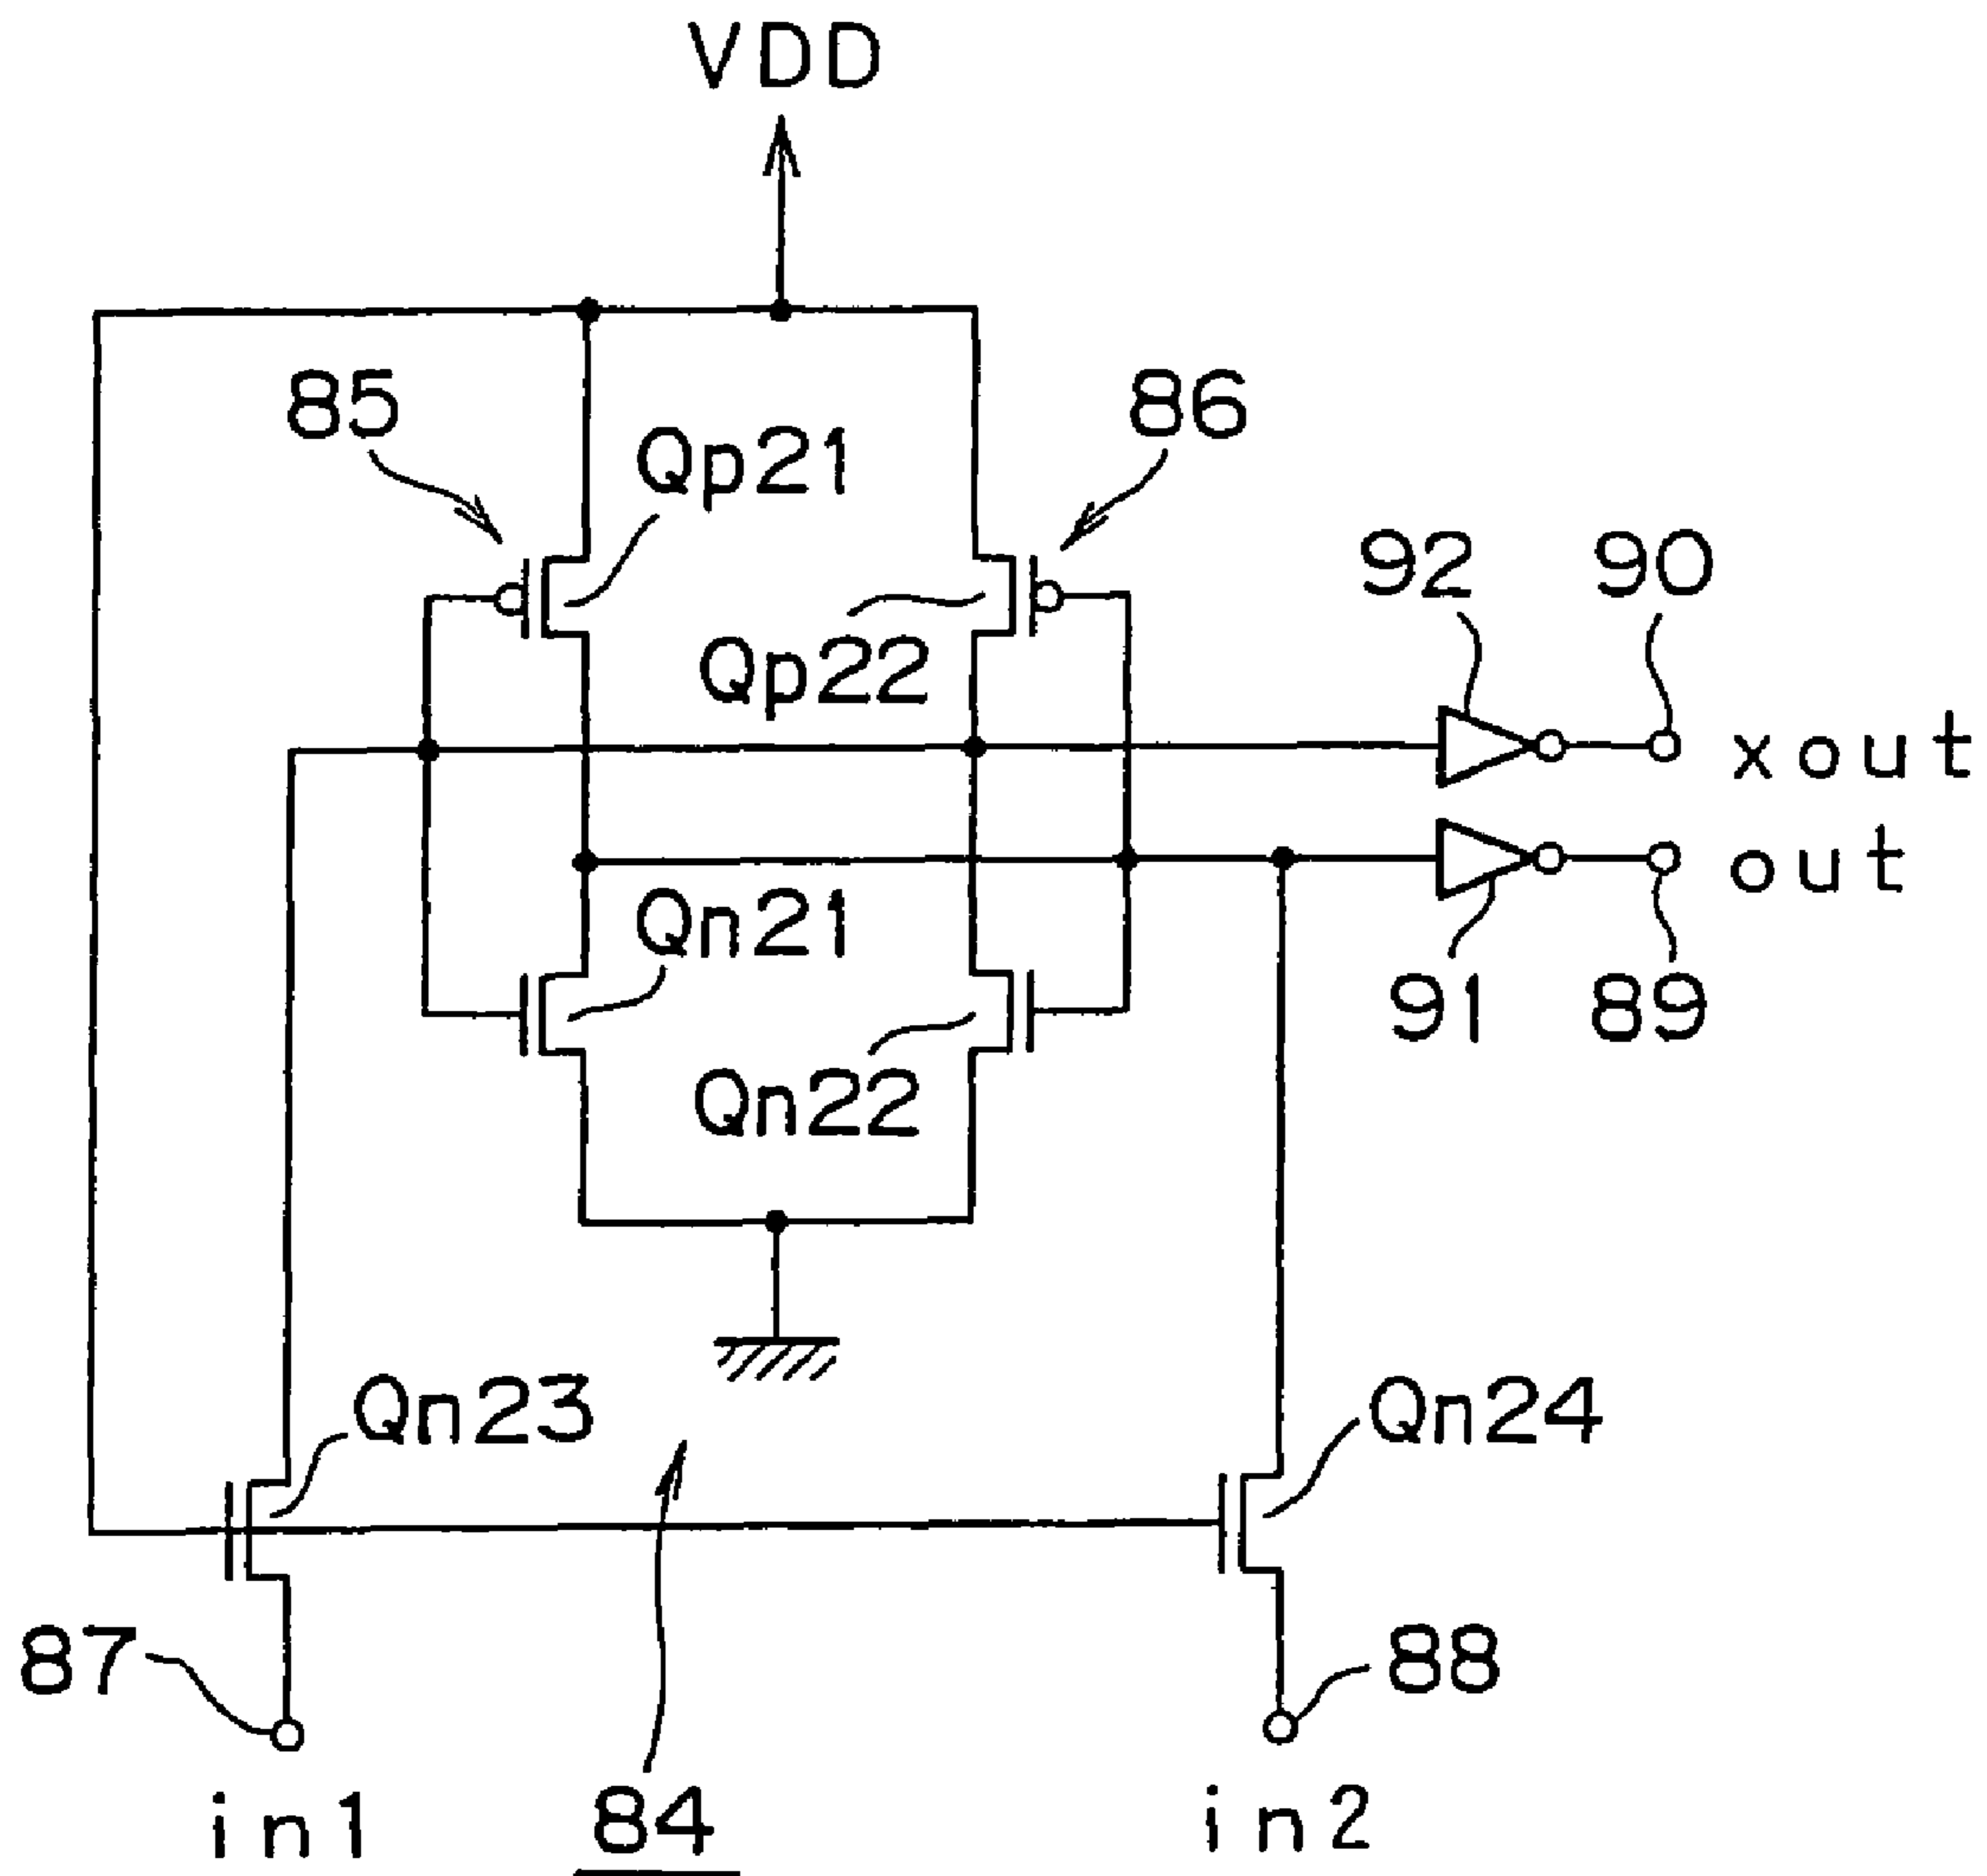 VDD
85
86
Qp21
92
90
Qp22
xout
out
Qn21
91
89
Qn22
Qn23
Qn24
87
88
in1
84
in2